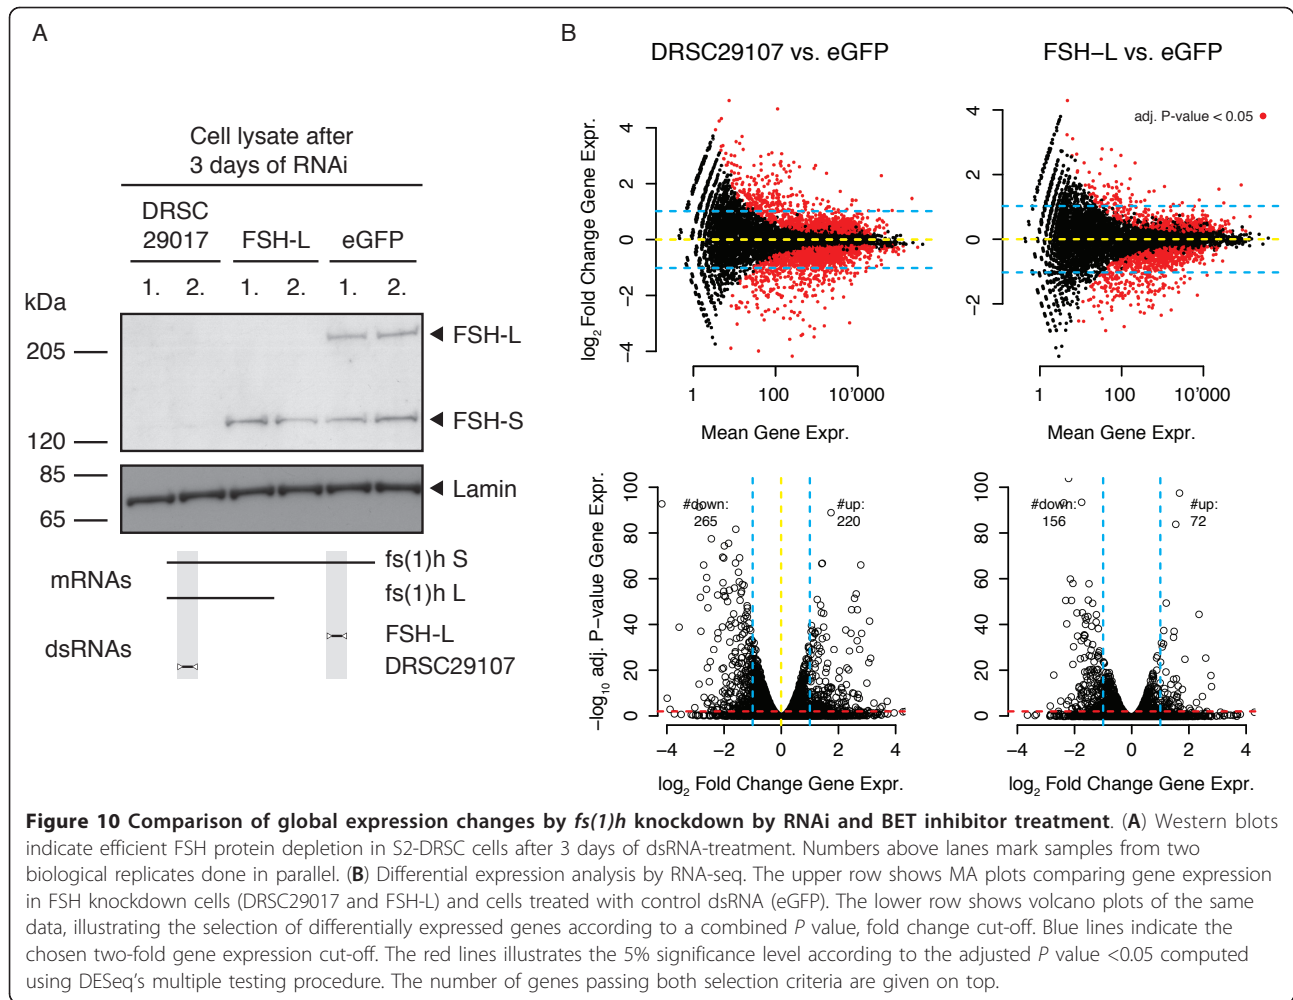 A
Cell lysate after
3 days of RNAi
DRSC
29017 FSH-L eGFP
1. 2. 1. 2. 1. 2.
kDa
205
120
85
65
FSH-L
FSH-S
Lamin
mRNAs
fs(1)h S
fs(1)h L
dsRNAs
FSH-L
DRSC29107
B
DRSC29107 vs. eGFP
log2 Fold Change Gene Expr.
4
2
0
−2
−4
1 100 10'000
Mean Gene Expr.
FSH−L vs. eGFP
adj. P-value < 0.05
4
2
0
−2
1 100 10'000
Mean Gene Expr.
−log10 adj. P-value Gene Expr.
100
80
60
40
20
0
#down:
265
#up:
220
−4 −2 0 2 4
log2 Fold Change Gene Expr.
100
80
60
40
20
0
#down:
156
#up:
72
−4 −2 0 2 4
log2 Fold Change Gene Expr.
Figure 10 Comparison of global expression changes by fs(1)h knockdown by RNAi and BET inhibitor treatment. (A) Western blots
indicate efficient FSH protein depletion in S2-DRSC cells after 3 days of dsRNA-treatment. Numbers above lanes mark samples from two
biological replicates done in parallel. (B) Differential expression analysis by RNA-seq. The upper row shows MA plots comparing gene expression
in FSH knockdown cells (DRSC29017 and FSH-L) and cells treated with control dsRNA (eGFP). The lower row shows volcano plots of the same
data, illustrating the selection of differentially expressed genes according to a combined P value, fold change cut-off. Blue lines indicate the
chosen two-fold gene expression cut-off. The red lines illustrates the 5% significance level according to the adjusted P value <0.05 computed
using DESeq's multiple testing procedure. The number of genes passing both selection criteria are given on top.